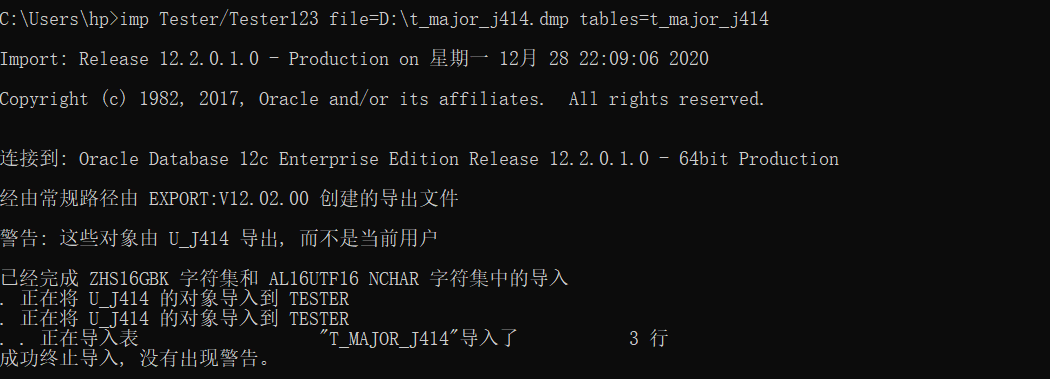 C:\Users\hp>imp Tester/Tester123 file=D:\t_major_j414.dmp tables=t_major_j414
Import: Release 12.2.0.1.0 - Production on 星期一 12月 28 22:09:06 2020
Copyright (c) 1982, 2017, Oracle and/or its affiliates.  All rights reserved.
连接到: Oracle Database 12c Enterprise Edition Release 12.2.0.1.0 - 64bit Production
经由常规路径由 EXPORT:V12.02.00 创建的导出文件
警告: 这些对象由 U_J414 导出, 而不是当前用户
已经完成 ZHS16GBK 字符集和 AL16UTF16 NCHAR 字符集中的导入
. 正在将 U_J414 的对象导入到 TESTER
. 正在将 U_J414 的对象导入到 TESTER
. . 正在导入表                  "T_MAJOR_J414"导入了           3 行
成功终止导入, 没有出现警告。